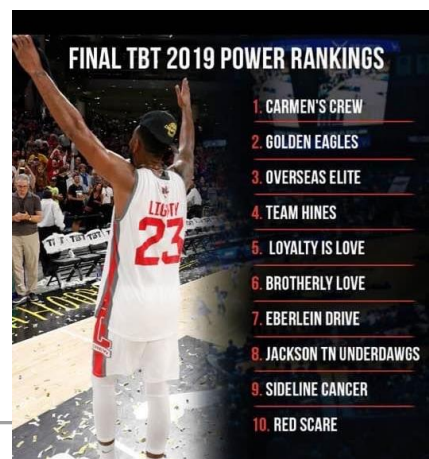 FINAL TBT 2019 POWER RANKINGS
1. CARMEN'S CREW
2. GOLDEN EAGLES
3. OVERSEAS ELITE
4. TEAM HINES
5. LOYALTY IS LOVE
6. BROTHERLY LOVE
7. EBERLEIN DRIVE
8. JACKSON TN UNDERDAWGS
9. SIDELINE CANCER
10. RED SCARE
LIGHTY
23
TBT